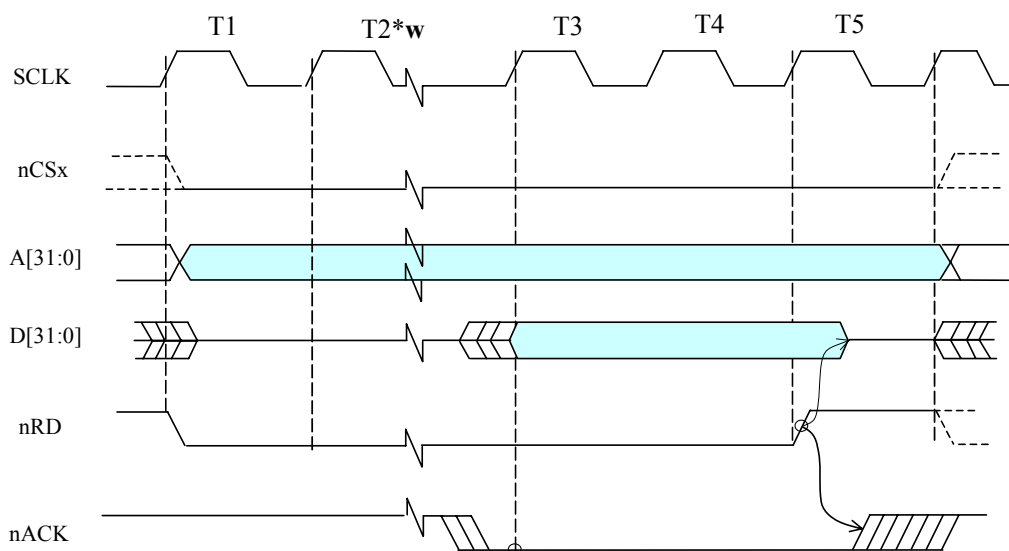 T1 T2*w T3 T4 T5
SCLK
nCSx
A[31:0]
D[31:0]
nRD
nACK